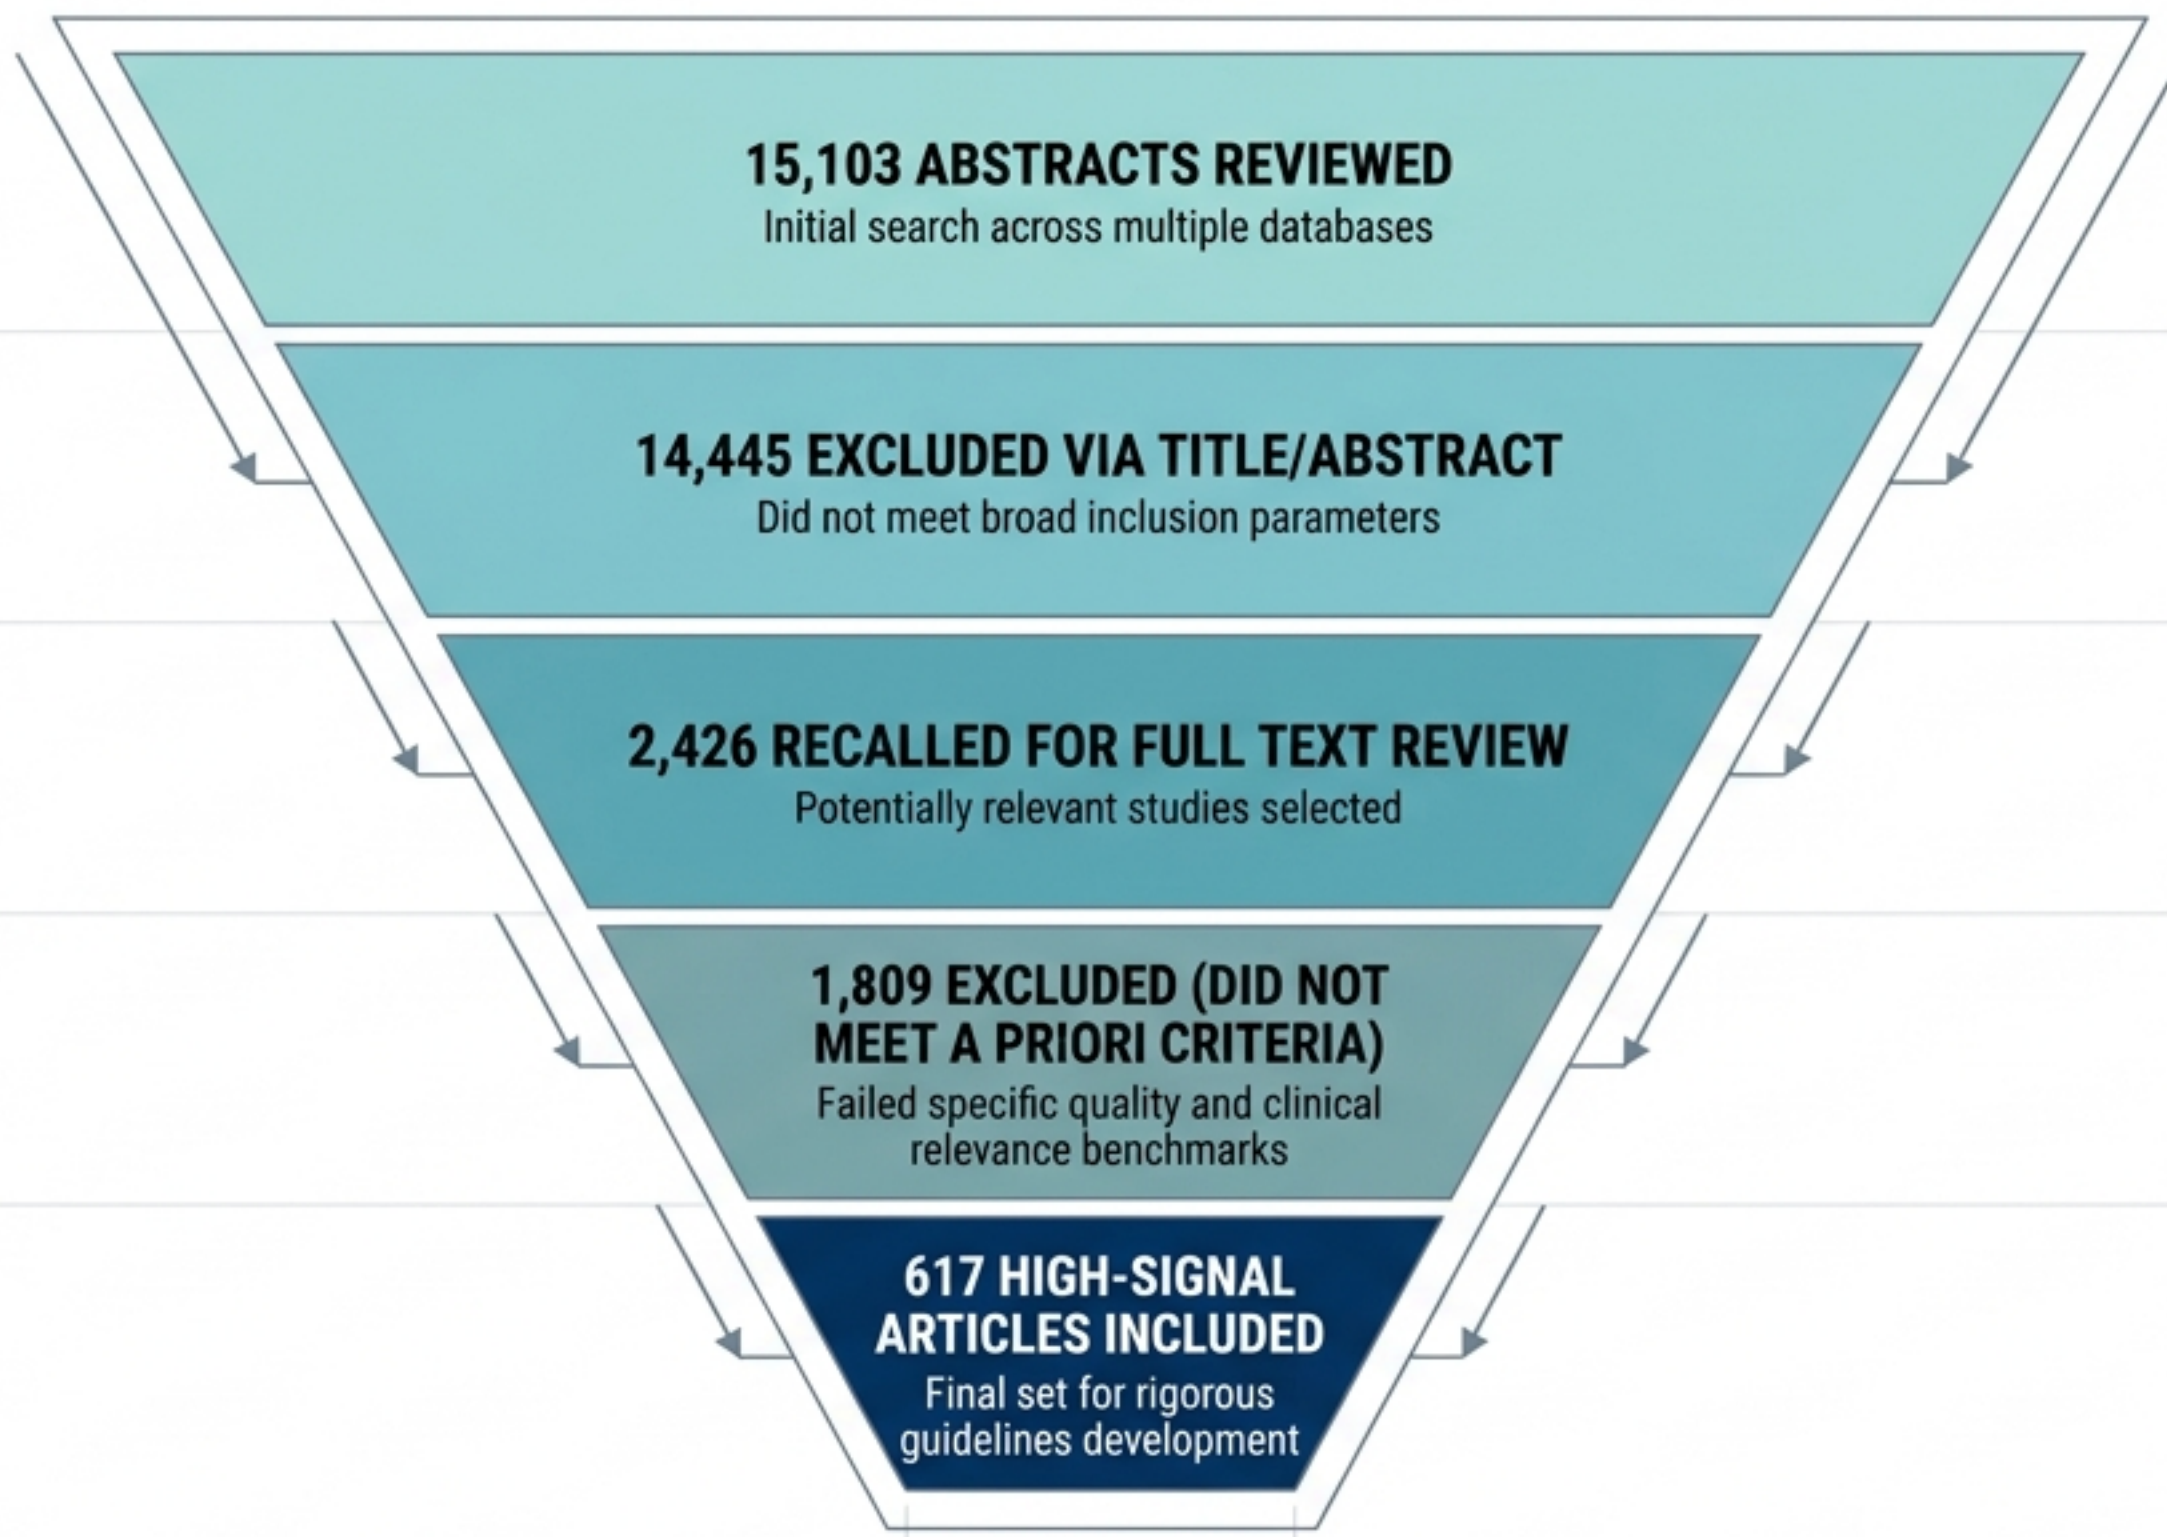 15,103 ABSTRACTS REVIEWED
Initial search across multiple databases
14,445 EXCLUDED VIA TITLE/ABSTRACT
Did not meet broad inclusion parameters
2,426 RECALLED FOR FULL TEXT REVIEW
Potentially relevant studies selected
1,809 EXCLUDED (DID NOT
MEET A PRIORI CRITERIA)
Failed specific quality and clinical
relevance benchmarks
617 HIGH-SIGNAL
ARTICLES INCLUDED
Final set for rigorous
guidelines development